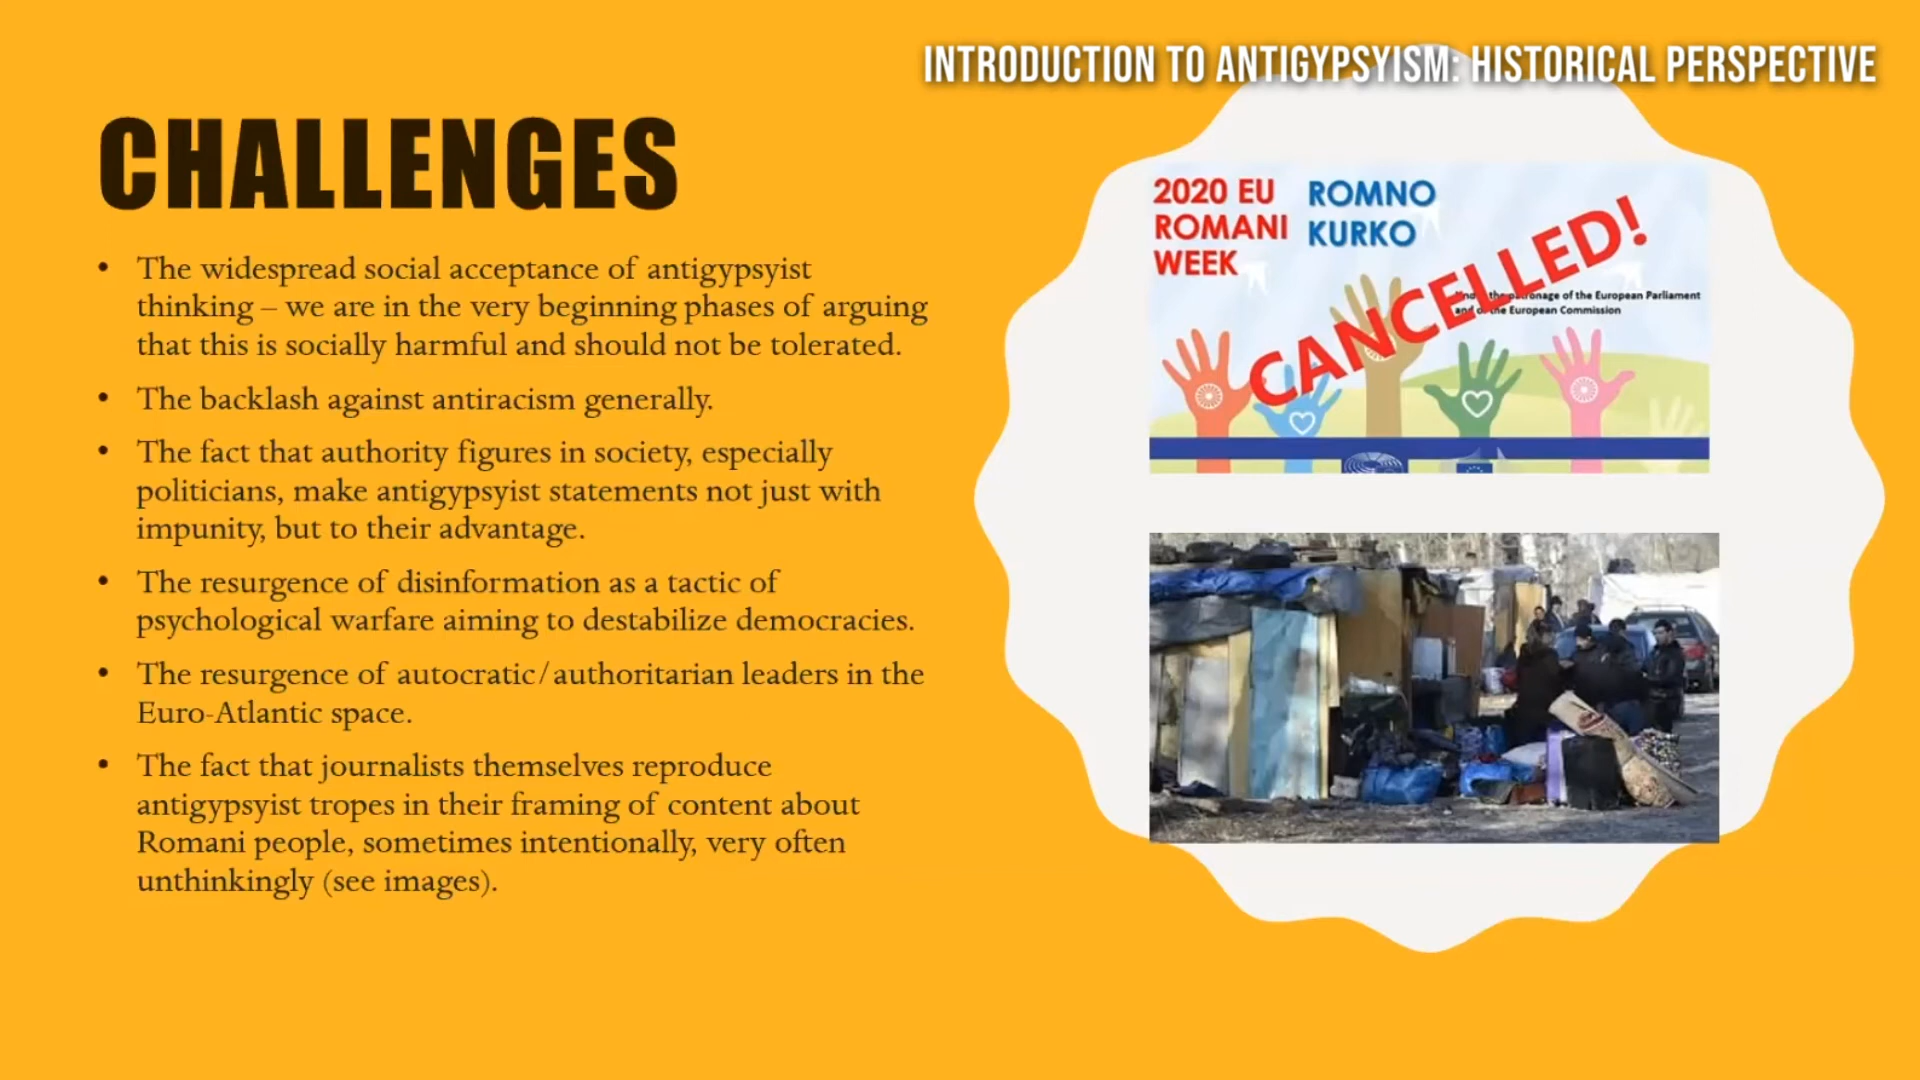 INTRODUCTION TO ANTIGYPSYISM: HISTORICAL PERSPECTIVE
CHALLENGES
• The widespread social acceptance of antigypsyist
thinking – we are in the very beginning phases of arguing
that this is socially harmful and should not be tolerated.
• The backlash against antiracism generally.
• The fact that authority figures in society, especially
politicians, make antigypsyist statements not just with
impunity, but to their advantage.
• The resurgence of disinformation as a tactic of
psychological warfare aiming to destabilize democracies.
• The resurgence of autocratic/authoritarian leaders in the
Euro-Atlantic space.
• The fact that journalists themselves reproduce
antigypsyist tropes in their framing of content about
Romani people, sometimes intentionally, very often
unthinkingly (see images).
2020 EU
ROMANI
WEEK
ROMNO
KURKO
CANCELLED!
the patronage of the European Parliament
and of the European Commission